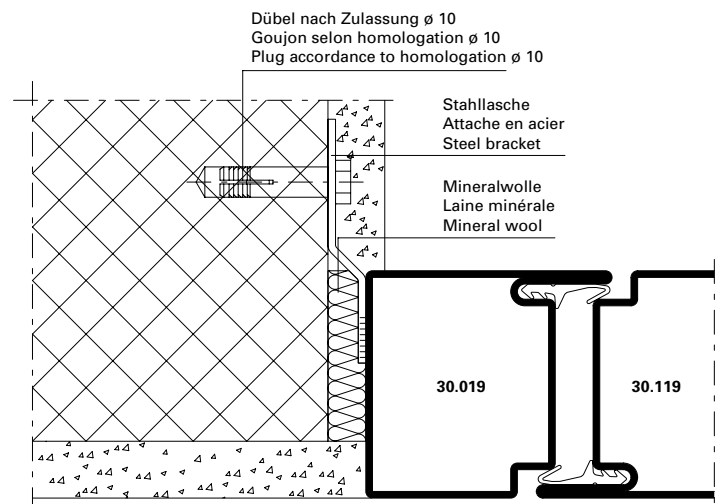 Dübel nach Zulassung ø 10
Goujon selon homologation ø 10
Plug accordance to homologation ø 10
Stahllasche
Attache en acier
Steel bracket
Mineralwolle
Laine minérale
Mineral wool
30.019
30.119